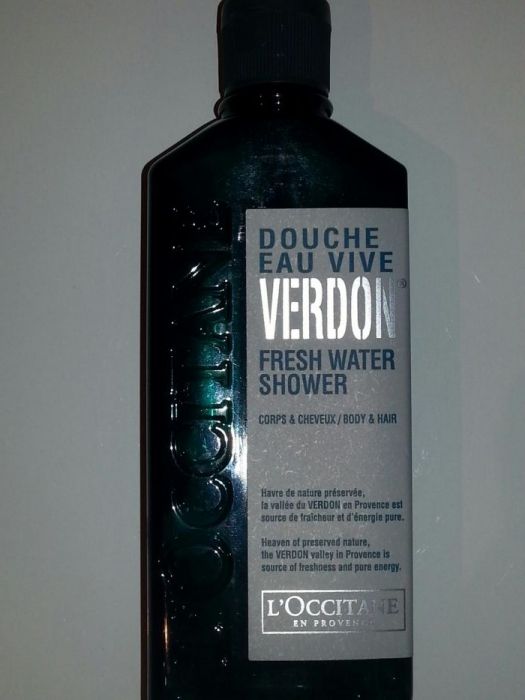 L'OCCITANE
DOUCHE
EAU VIVE
VERDON®
FRESH WATER
SHOWER
CORPS & CHEVEUX / BODY & HAIR
Havre de nature préservée,
la vallée du VERDON en Provence est
source de fraîcheur et d'énergie pure.
Heaven of preserved nature,
the VERDON valley in Provence is
source of freshness and pure energy.
L'OCCITANE
EN PROVENCE